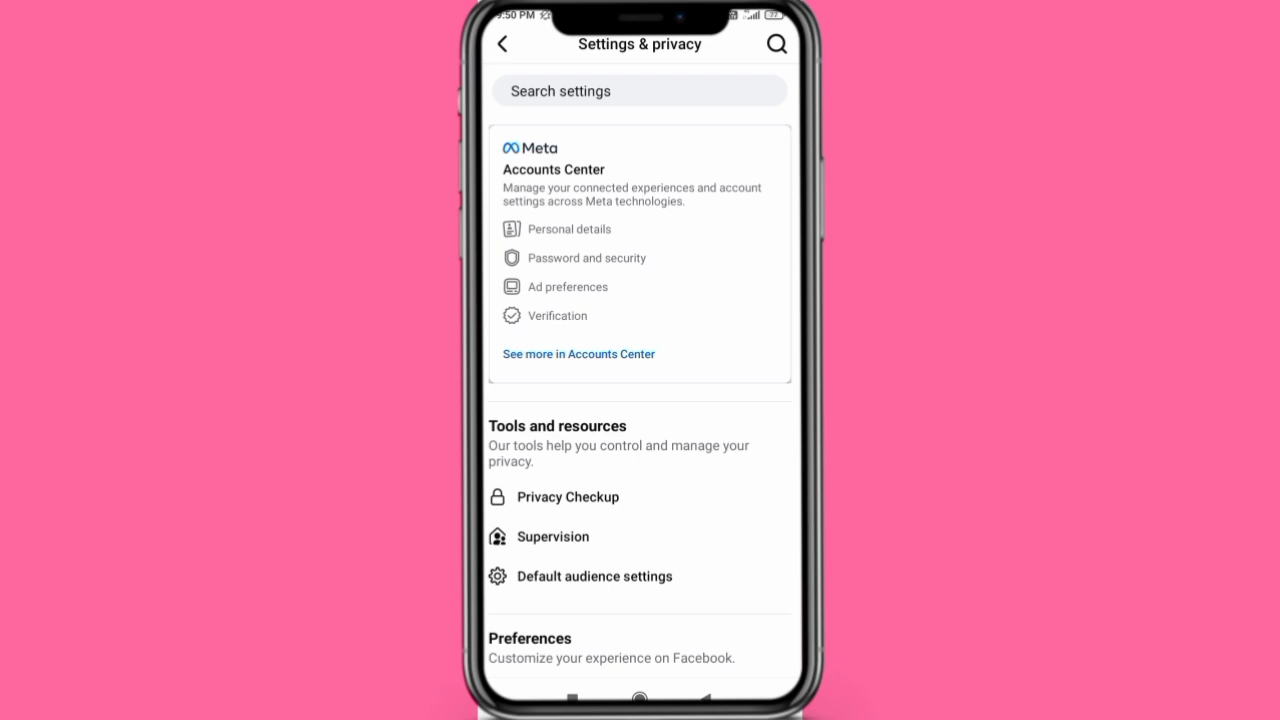 9:50 PM
Settings & privacy
Search settings
Meta
Accounts Center
Manage your connected experiences and account
settings across Meta technologies.
Personal details
Password and security
Ad preferences
Verification
See more in Accounts Center
Tools and resources
Our tools help you control and manage your
privacy.
Privacy Checkup
Supervision
Default audience settings
Preferences
Customize your experience on Facebook.